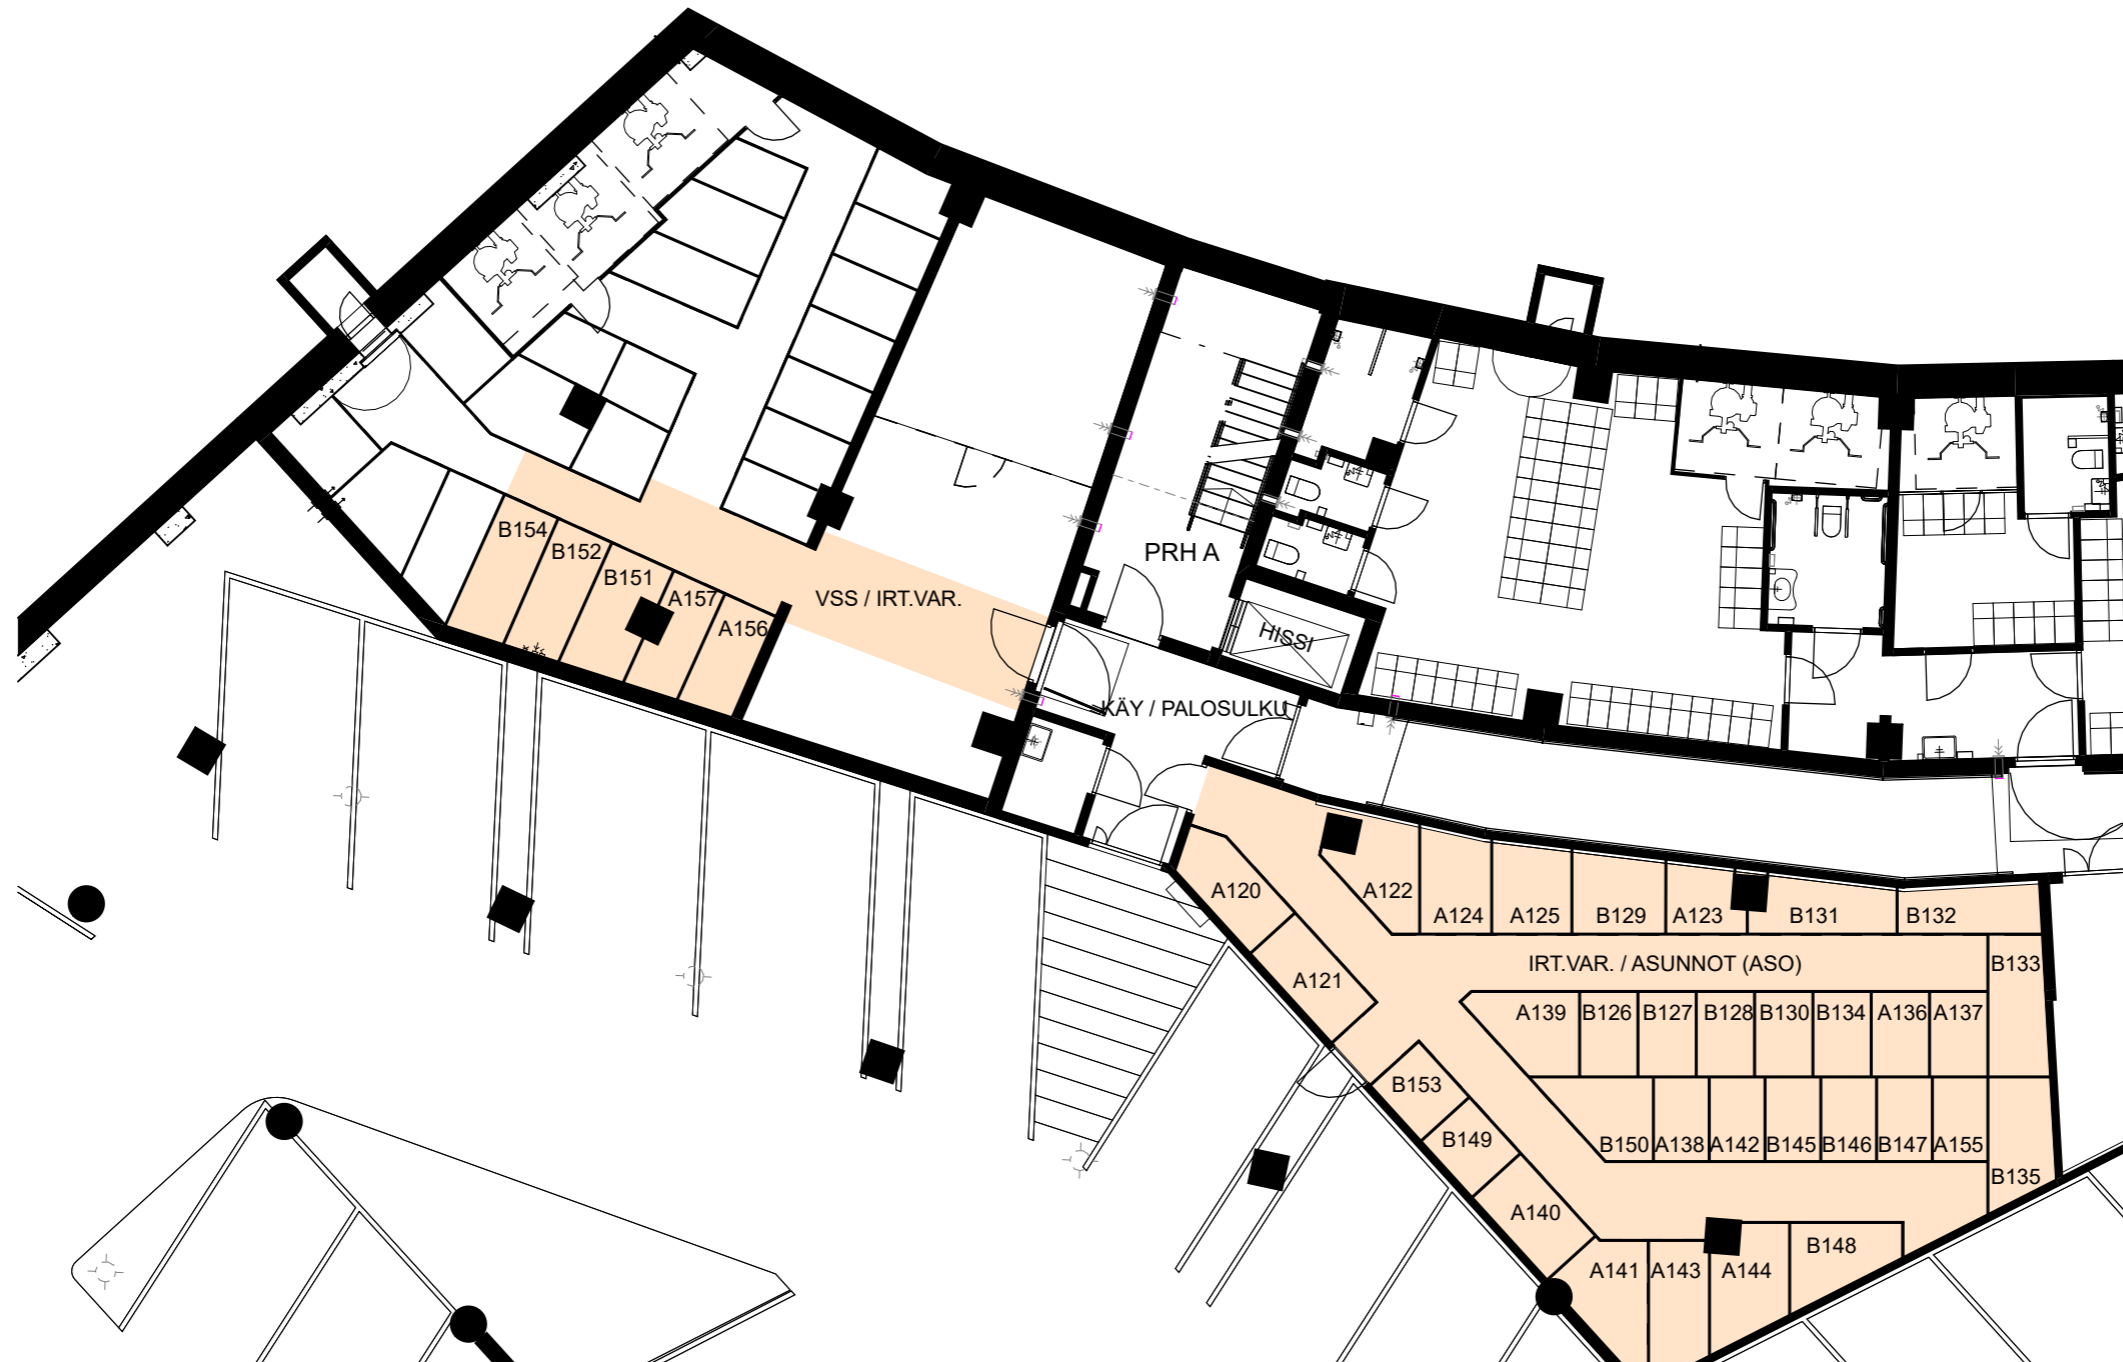 B154
B152
B151
A157
A156
VSS / IRT.VAR.
PRH A
HISSI
KÄY / PALOSULKU
A120
A121
A122
A124
A125
B129
A123
B131
B132
IRT.VAR. / ASUNNOT (ASO)
B133
A139
B126
B127
B128
B130
B134
A136
A137
B153
B149
A140
B150
A138
A142
B145
B146
B147
A155
B135
A141
A143
A144
B148